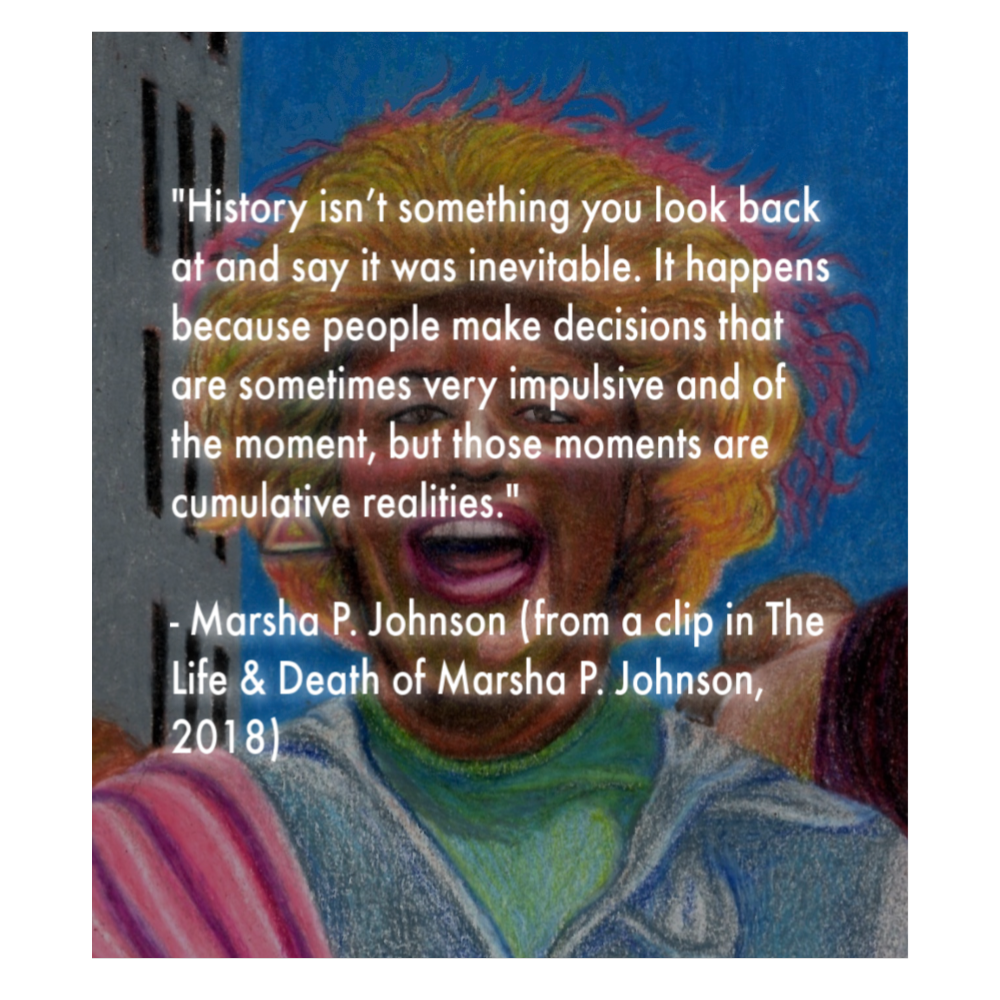 "History isn’t something you look back
at and say it was inevitable. It happens
because people make decisions that
are sometimes very impulsive and of
the moment, but those moments are
cumulative realities."
- Marsha P. Johnson (from a clip in The
Life & Death of Marsha P. Johnson,
2018)